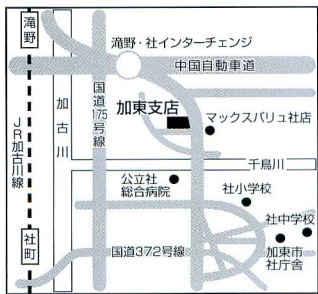 滝野
滝野・社インターチェンジ
中国自動車道
加古川
国道175号線
加東支店
マックスバリュ社店
JR加古川線
千鳥川
公立社
総合病院
社小学校
社中学校
社町
国道372号線
加東市
社庁舎